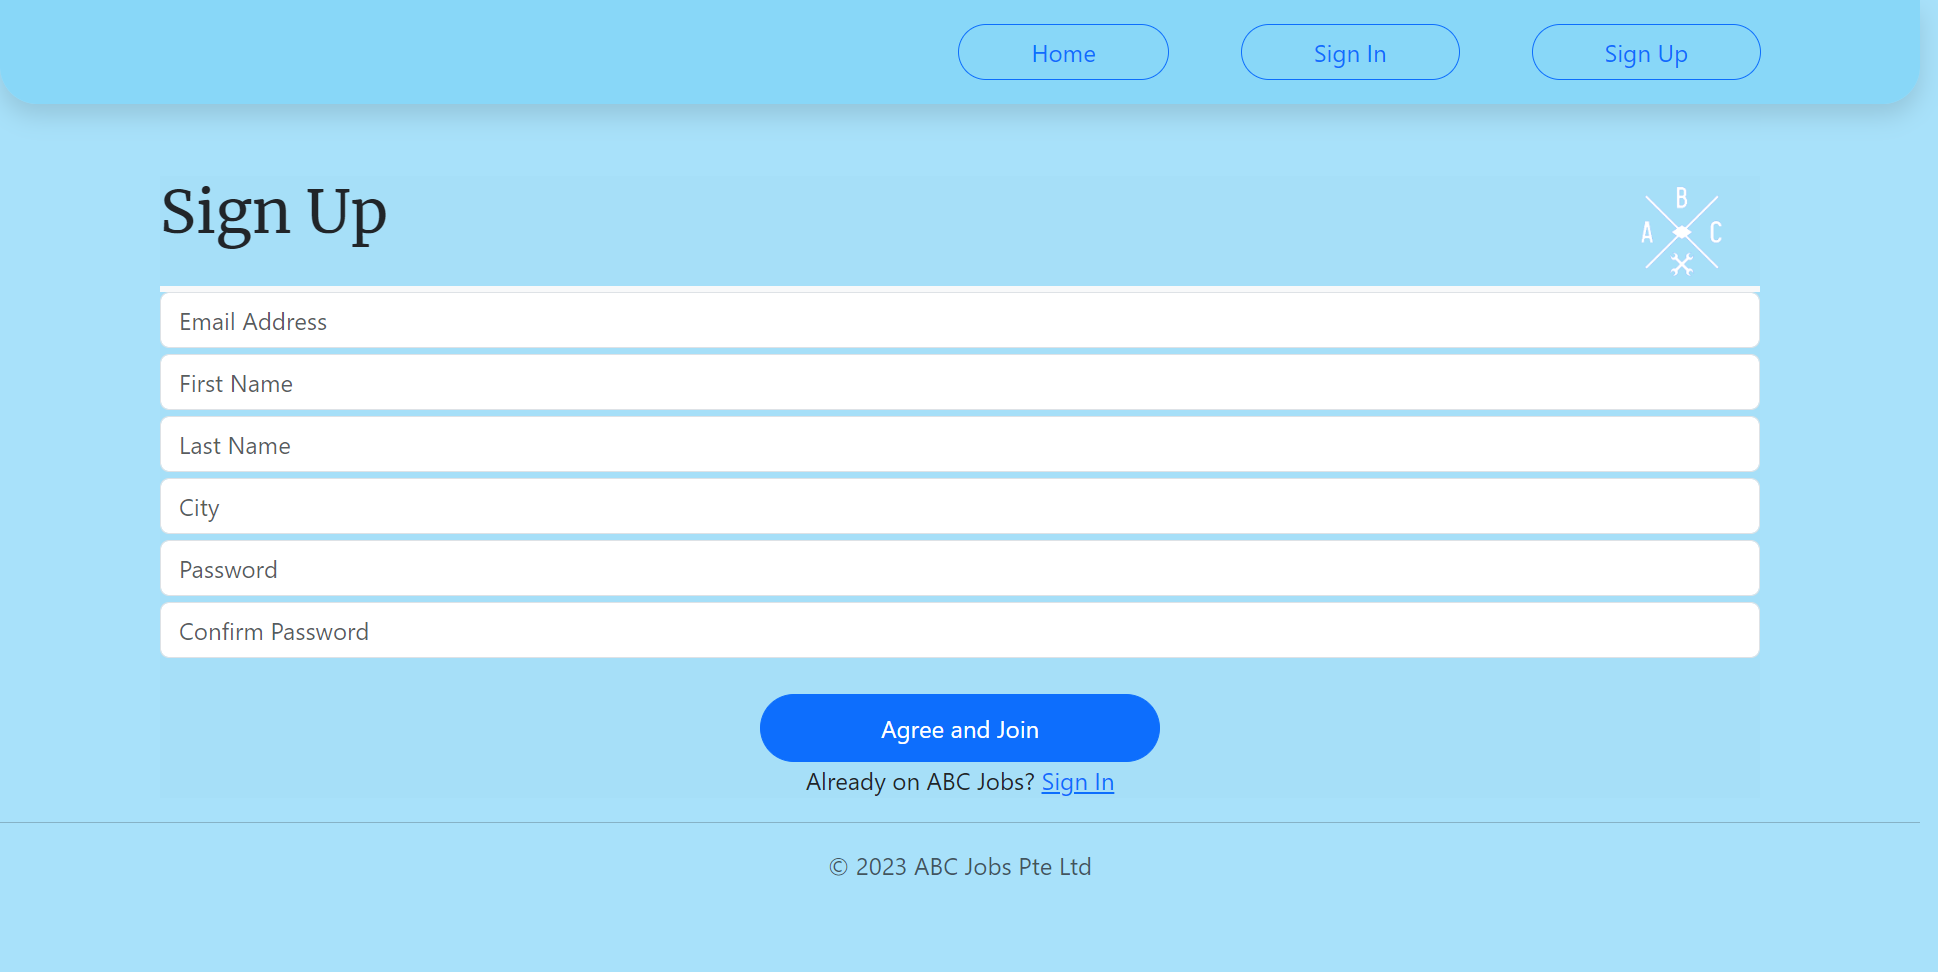 Home Sign In Sign Up
Sign Up
B
A C
Email Address
First Name
Last Name
City
Password
Confirm Password
Agree and Join
Already on ABC Jobs? Sign In
© 2023 ABC Jobs Pte Ltd